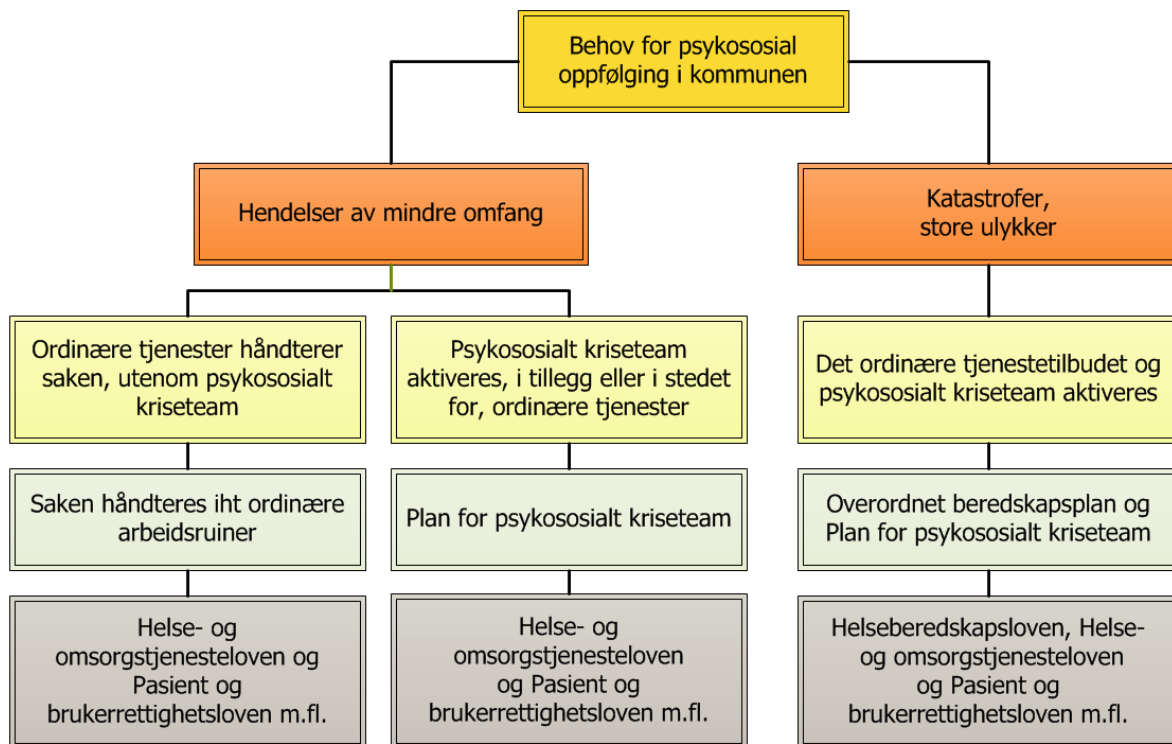 Behov for psykososial
oppfølging i kommunen
Hendelser av mindre omfang
Katastrofer,
store ulykker
Ordinære tjenester håndterer
saken, utenom psykososialt
kriseteam
Psykososialt kriseteam
aktiveres, i tillegg eller i stedet
for, ordinære tjenester
Det ordinære tjenestetilbudet og
psykososialt kriseteam aktiveres
Saken håndteres iht ordinære
arbeidsruiner
Plan for psykososialt kriseteam
Overordnet beredskapsplan og
Plan for psykososialt kriseteam
Helse- og
omsorgstjenesteloven og
Pasient og
brukerrettighetsloven m.fl.
Helse- og
omsorgstjenesteloven
og Pasient og
brukerrettighetsloven m.fl.
Helseberedskapsloven, Helse-
og omsorgstjenesteloven
og Pasient og
brukerrettighetsloven m.fl.